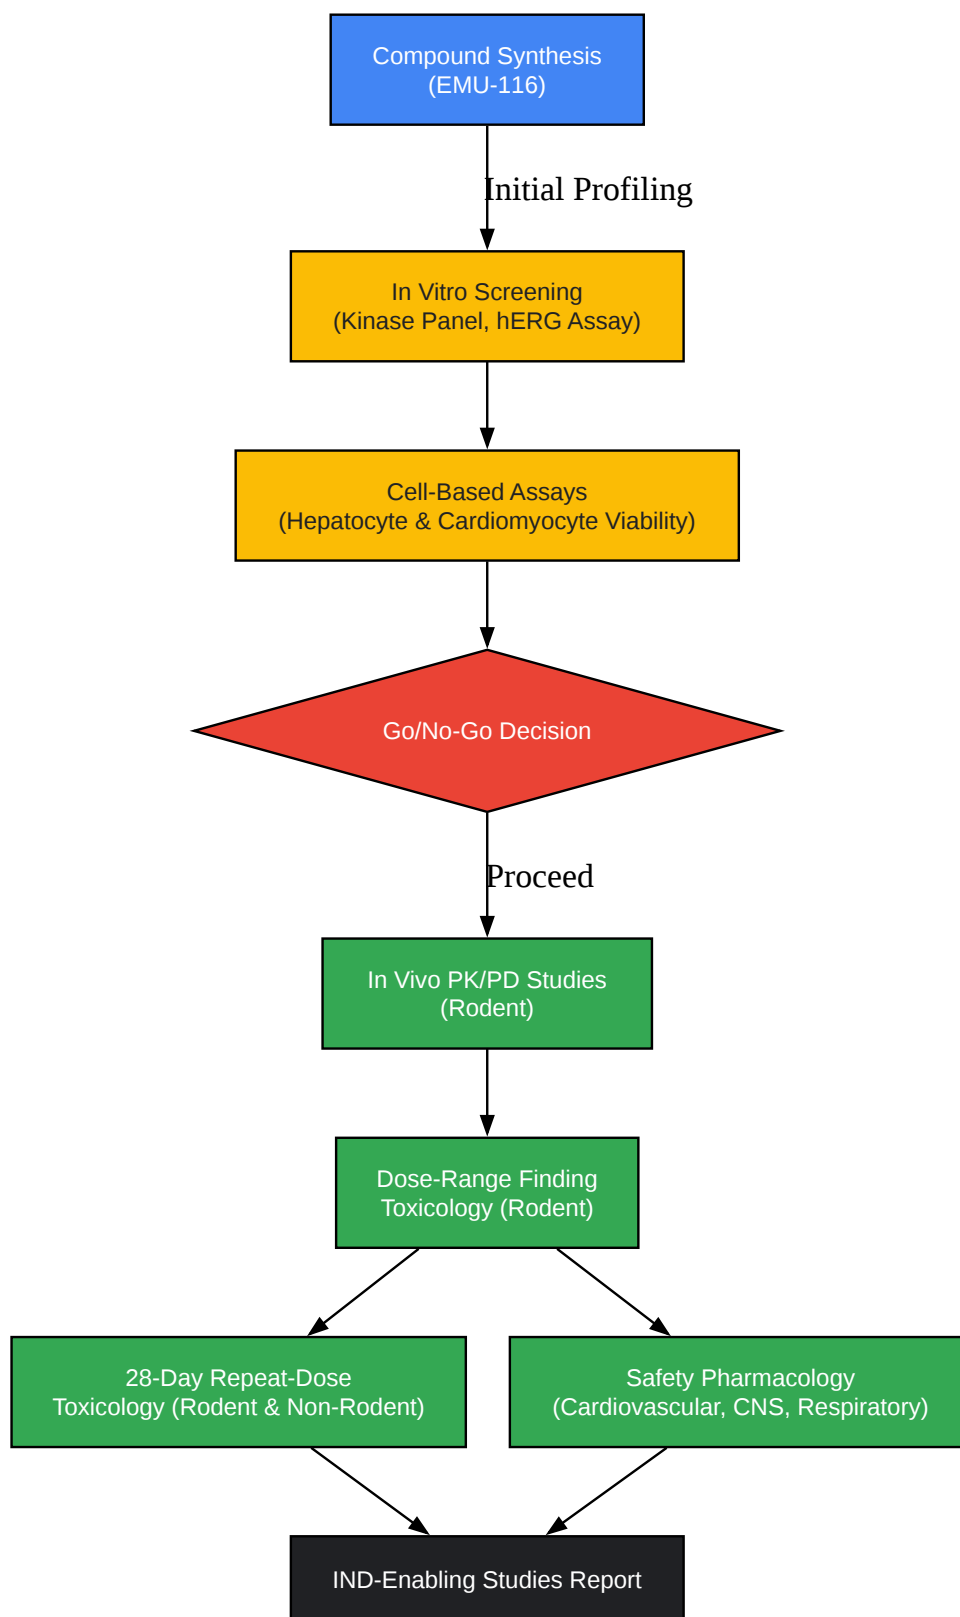 Compound Synthesis
(EMU-116)
Initial Profiling
In Vitro Screening
(Kinase Panel, hERG Assay)
Cell-Based Assays
(Hepatocyte & Cardiomyocyte Viability)
Go/No-Go Decision
Proceed
In Vivo PK/PD Studies
(Rodent)
Dose-Range Finding
Toxicology (Rodent)
28-Day Repeat-Dose
Toxicology (Rodent & Non-Rodent)
Safety Pharmacology
(Cardiovascular, CNS, Respiratory)
IND-Enabling Studies Report